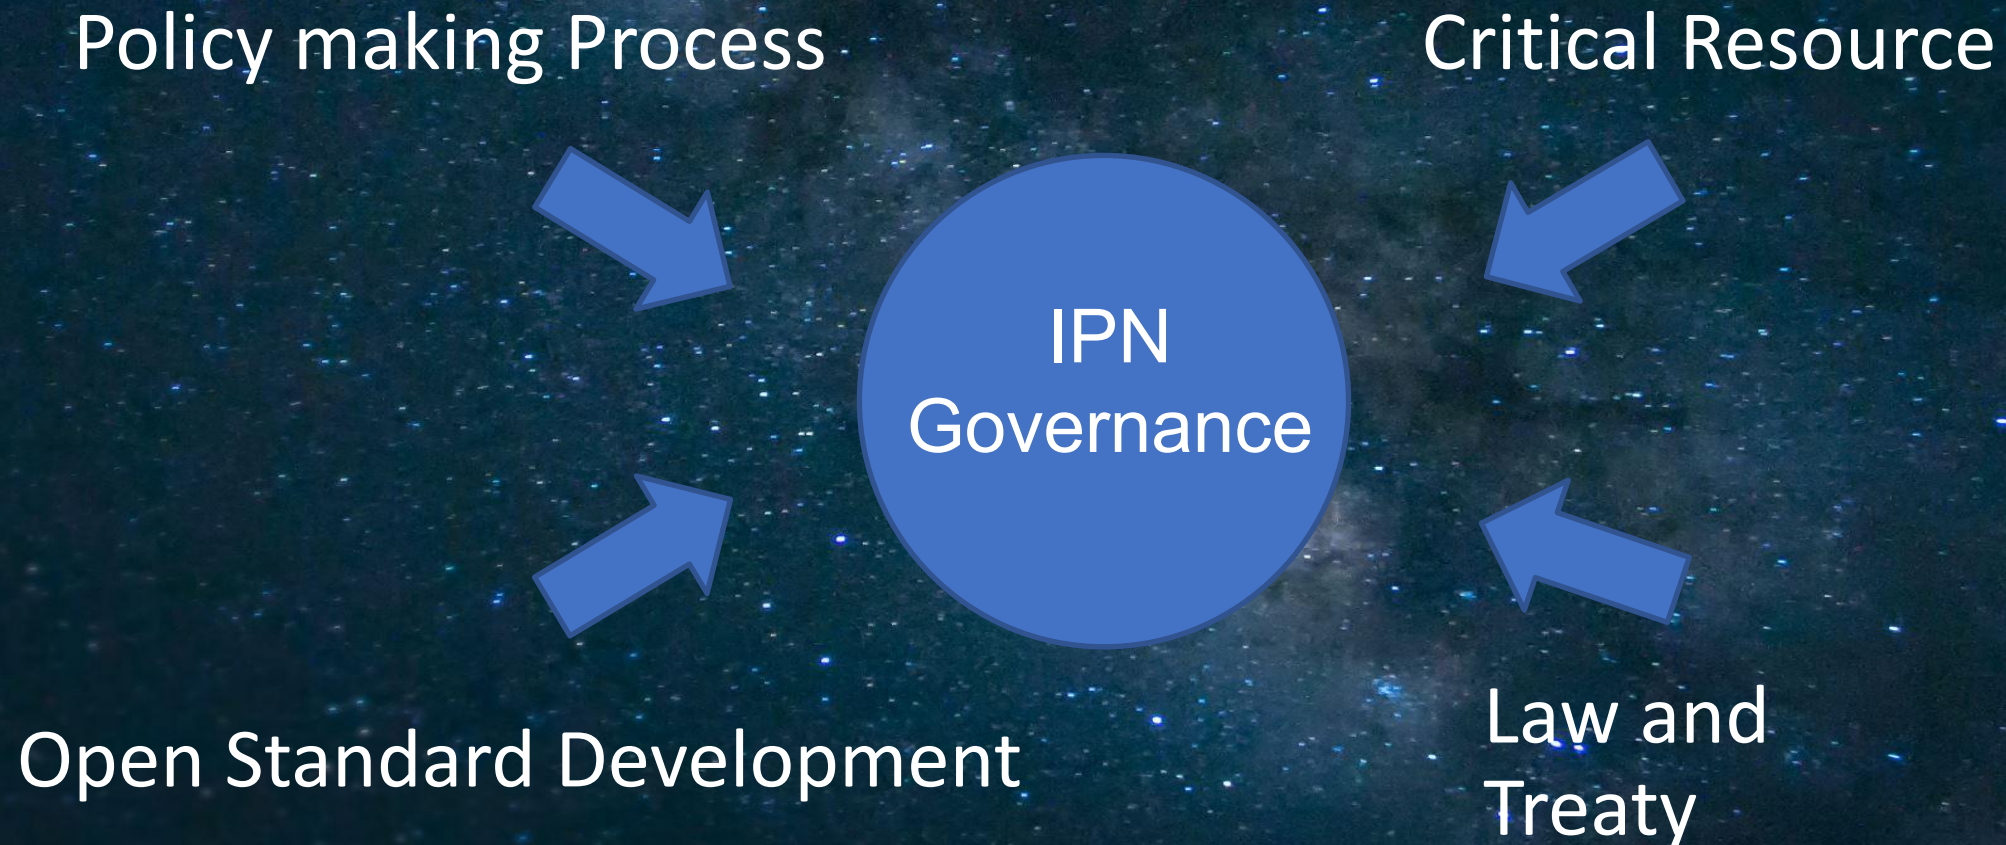 Policy making Process
Critical Resource
IPN
Governance
Open Standard Development
Law and
Treaty